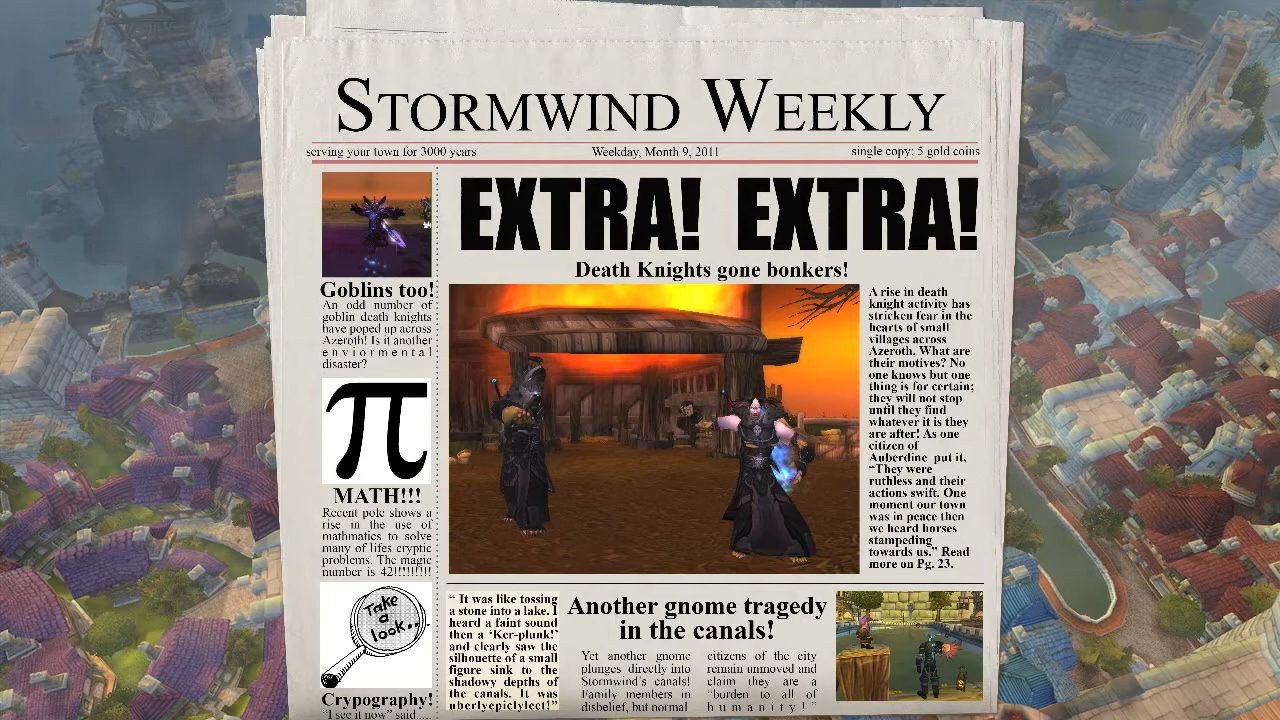 STORMWIND WEEKLY
serving your town for 3000 years
Weekday, Month 9, 2011
single copy: 5 gold coins
EXTRA! EXTRA!
Death Knights gone bonkers!
Goblins too!
An odd number of
goblin death knights
have poped up across
Azeroth! Is it another
enviormental
disaster?
MATH!!!
Recent pole shows a
rise in the use of
mathmatics to solve
many of lifes cryptic
problems. The magic
number is 42!!!!!!!!!
Take
a
look..
Crypography!
"I see it now" said.....
A rise in death
knight activity has
stricken fear in the
hearts of small
villages across
Azeroth. What are
their motives? No
one knows but one
thing is for certain;
they will not stop
until they find
whatever it is they
are after! As one
citizen of
Auberdine put it,
“They were
ruthless and their
actions swift. One
moment our town
was in peace then
we heard horses
stampeding
towards us.” Read
more on Pg. 23.
“ It was like tossing
a stone into a lake. I
heard a faint sound
then a ‘Ker-plunk!’
and clearly saw the
silhouette of a small
figure sink to the
shadowy depths of
the canals. It was
uberlyepiclyleet!”
Another gnome tragedy
in the canals!
Yet another gnome
plunges directly into
Stormwind’s canals!
Family members in
disbelief, but normal
citizens of the city
remain unmoved and
claim they are a
“burden to all of
humanity!”
π